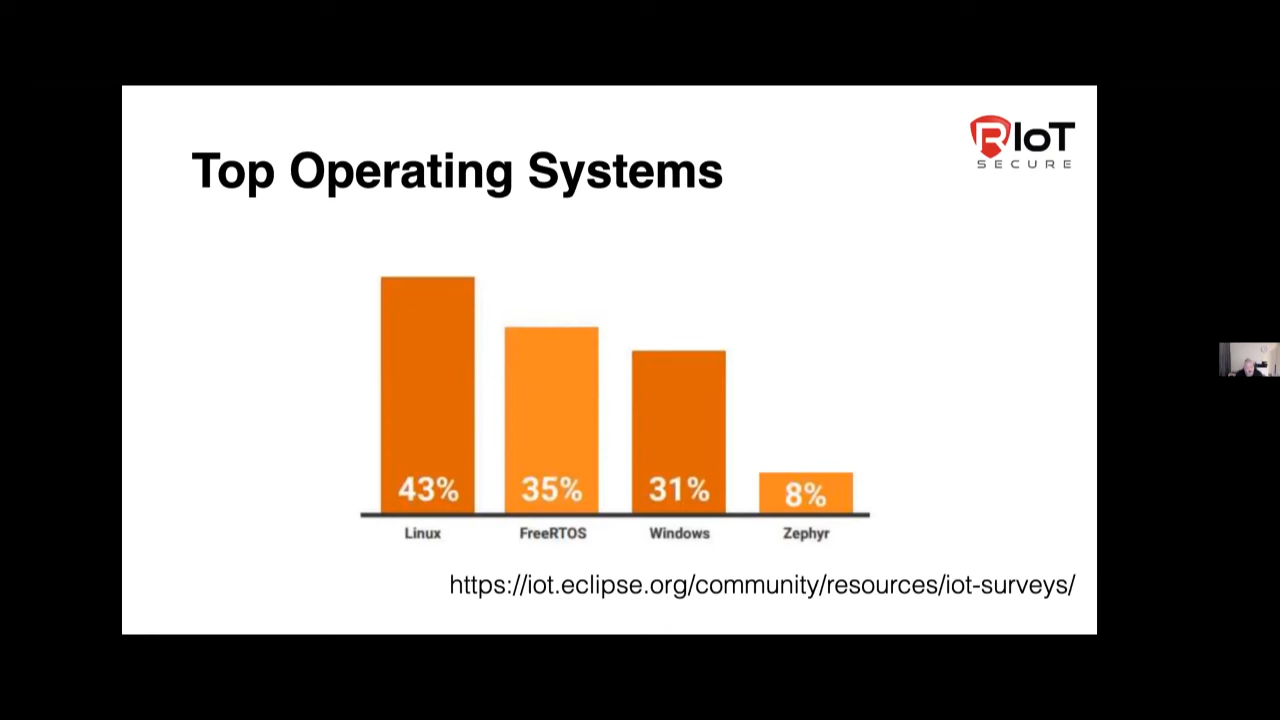 Top Operating Systems
RIoT
SECURE
43%
35%
31%
8%
Linux
FreeRTOS
Windows
Zephyr
https://iot.eclipse.org/community/resources/iot-surveys/